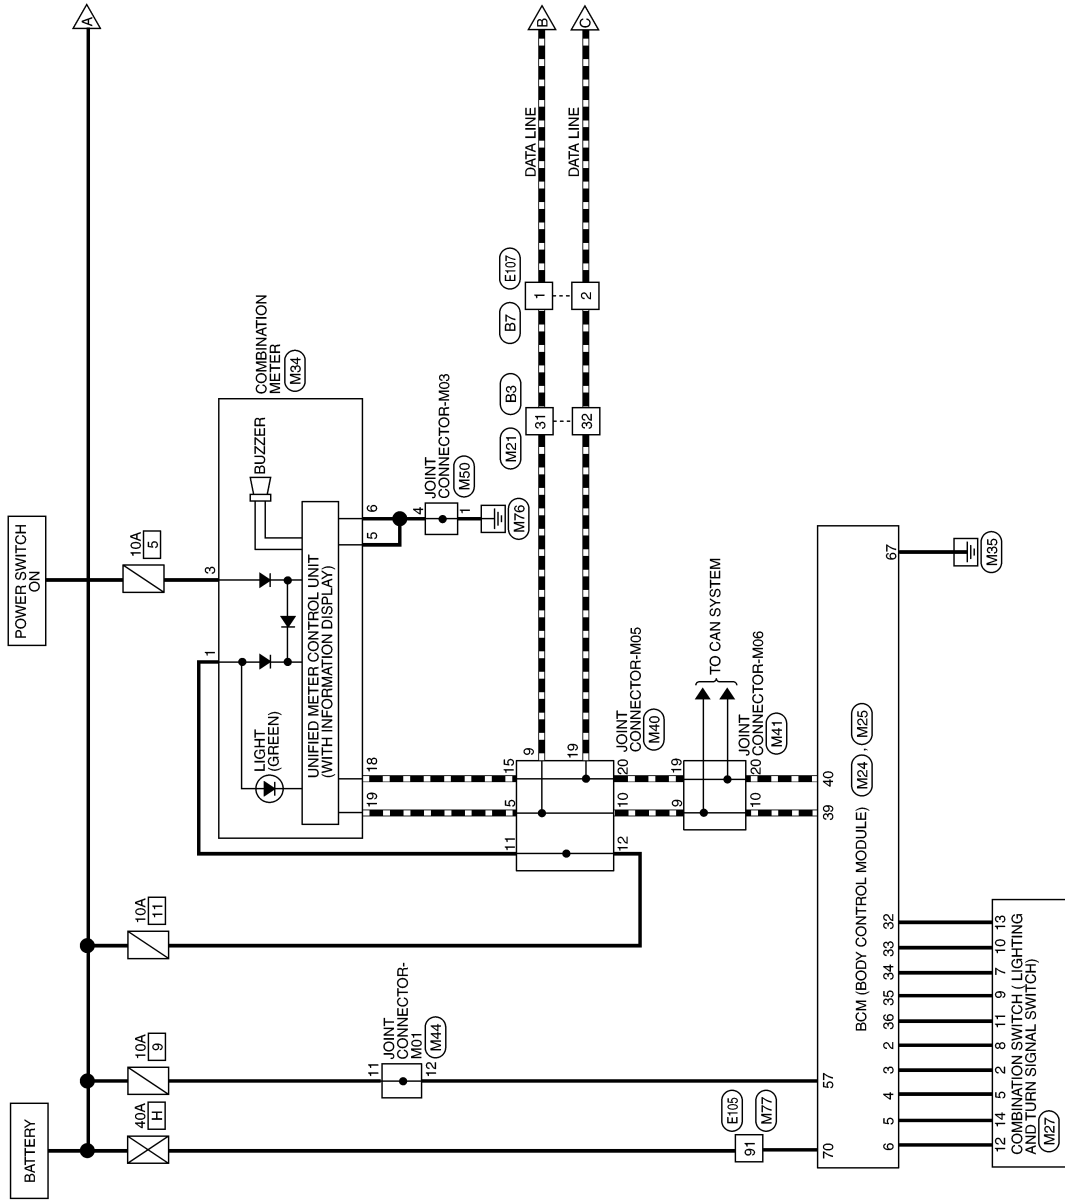 A
B
C
POWER SWITCH
ON
BATTERY
10A
5
10A
11
10A
9
40A
H
COMBINATION
METER
M34
BUZZER
3
1
LIGHT
(GREEN)
UNIFIED METER CONTROL UNIT
(WITH INFORMATION DISPLAY)
6
5
18
19
4
JOINT
CONNECTOR-M03
M50
1
M76
DATA LINE
DATA LINE
E107
1
2
B7
B3
31
32
M21
9
19
15
5
11
JOINT
CONNECTOR-M05
M40
20
10
12
TO CAN SYSTEM
19
9
JOINT
CONNECTOR-M06
M41
20
10
11
JOINT
CONNECTOR-
M01
M44
12
E105
91
M77
BCM (BODY CONTROL MODULE)
M24
,
M25
67
M35
40
39
57
70
32
33
34
35
36
2
3
4
5
6
13
10
7
9
11
8
2
5
14
12
COMBINATION SWITCH ( LIGHTING
AND TURN SIGNAL SWITCH)
M27